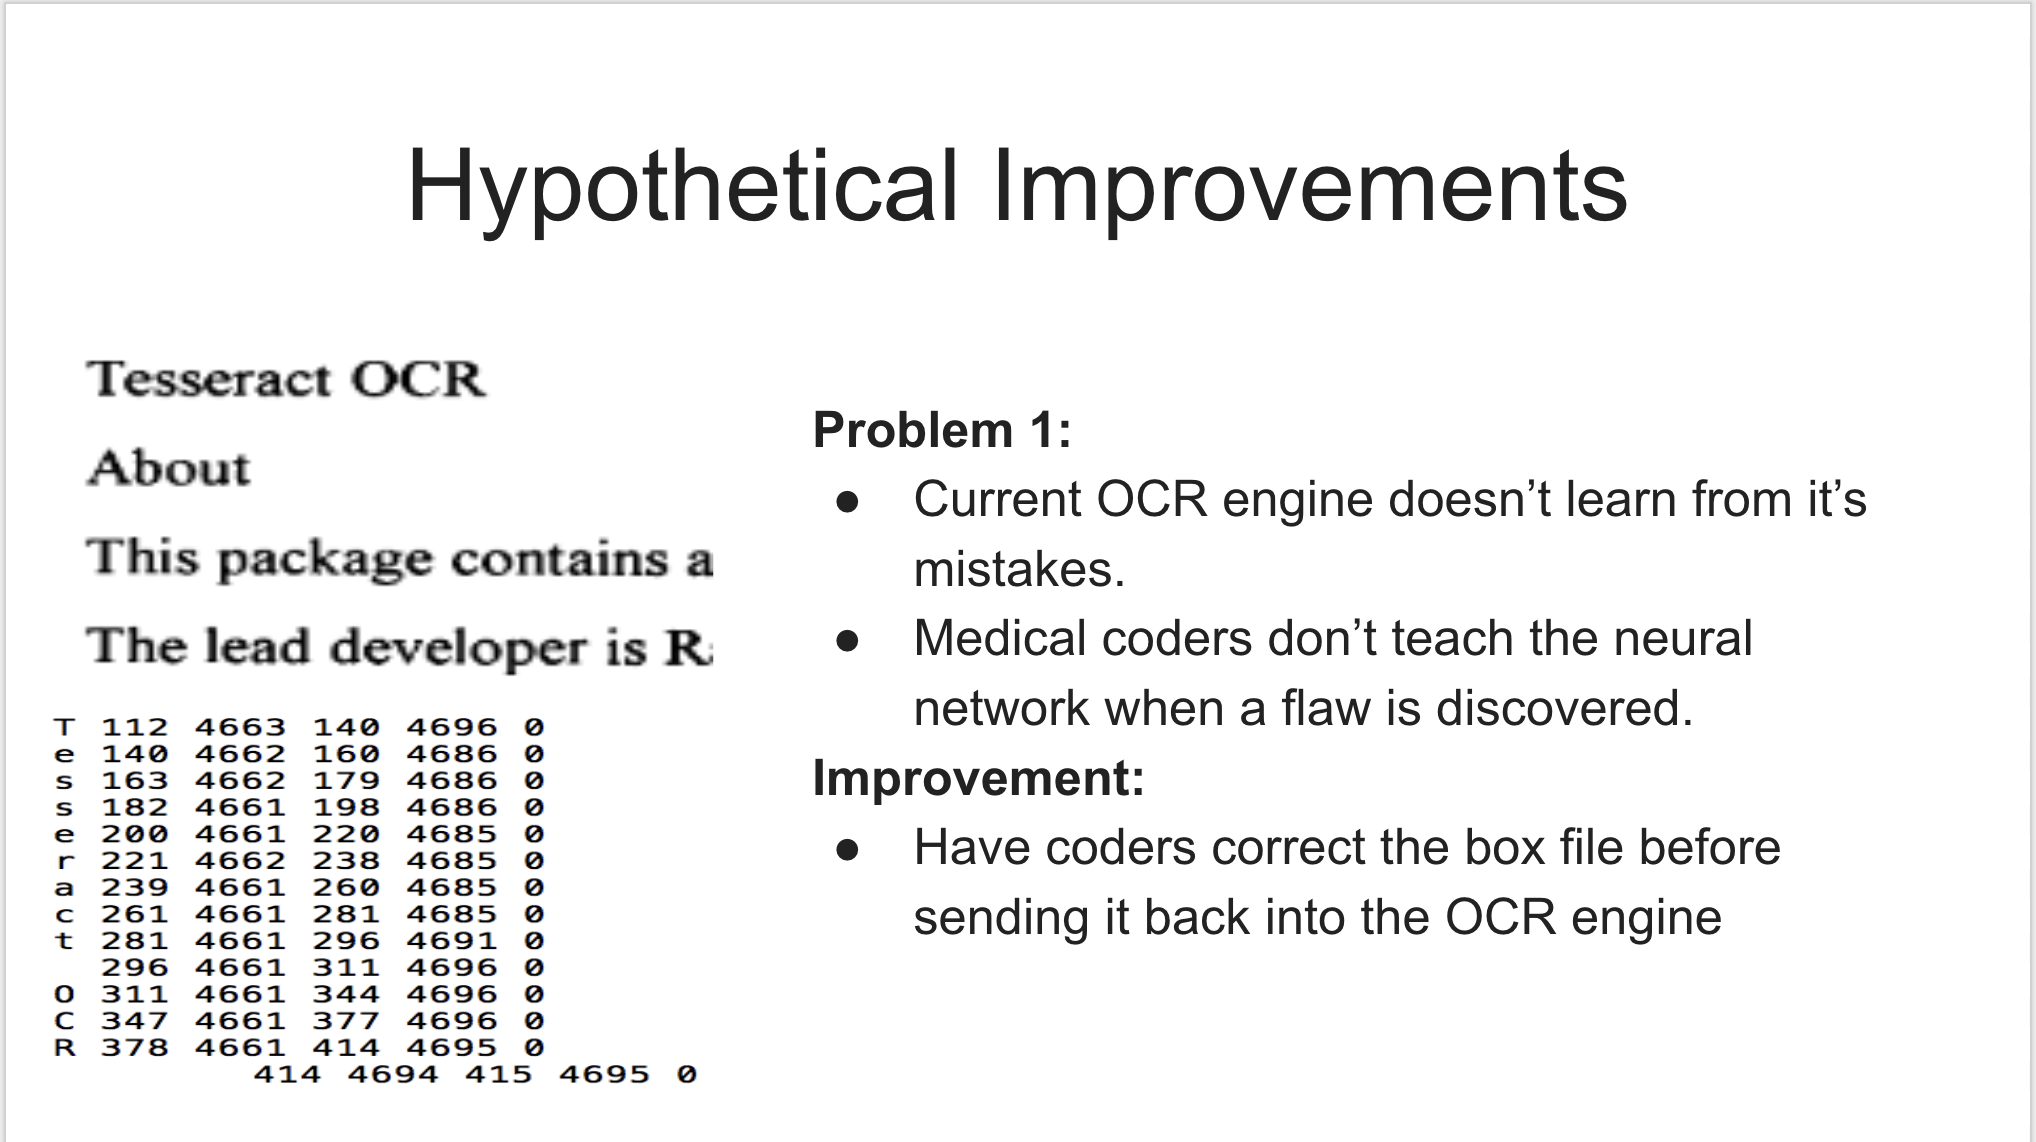 Hypothetical Improvements
Tesseract OCR
About
This package contains a
The lead developer is R
T 112 4663 140 4696 0
e 140 4662 160 4686 0
s 163 4662 179 4686 0
s 182 4661 198 4686 0
e 200 4661 220 4685 0
r 221 4662 238 4685 0
a 239 4661 260 4685 0
c 261 4661 281 4685 0
t 281 4661 296 4691 0
296 4661 311 4696 0
O 311 4661 344 4696 0
C 347 4661 377 4696 0
R 378 4661 414 4695 0
414 4694 415 4695 0
Problem 1:
● Current OCR engine doesn’t learn from it’s
mistakes.
● Medical coders don’t teach the neural
network when a flaw is discovered.
Improvement:
● Have coders correct the box file before
sending it back into the OCR engine